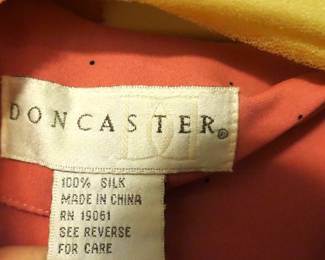 DONCASTER®
100% SILK
MADE IN CHINA
RN 19061
SEE REVERSE
FOR CARE